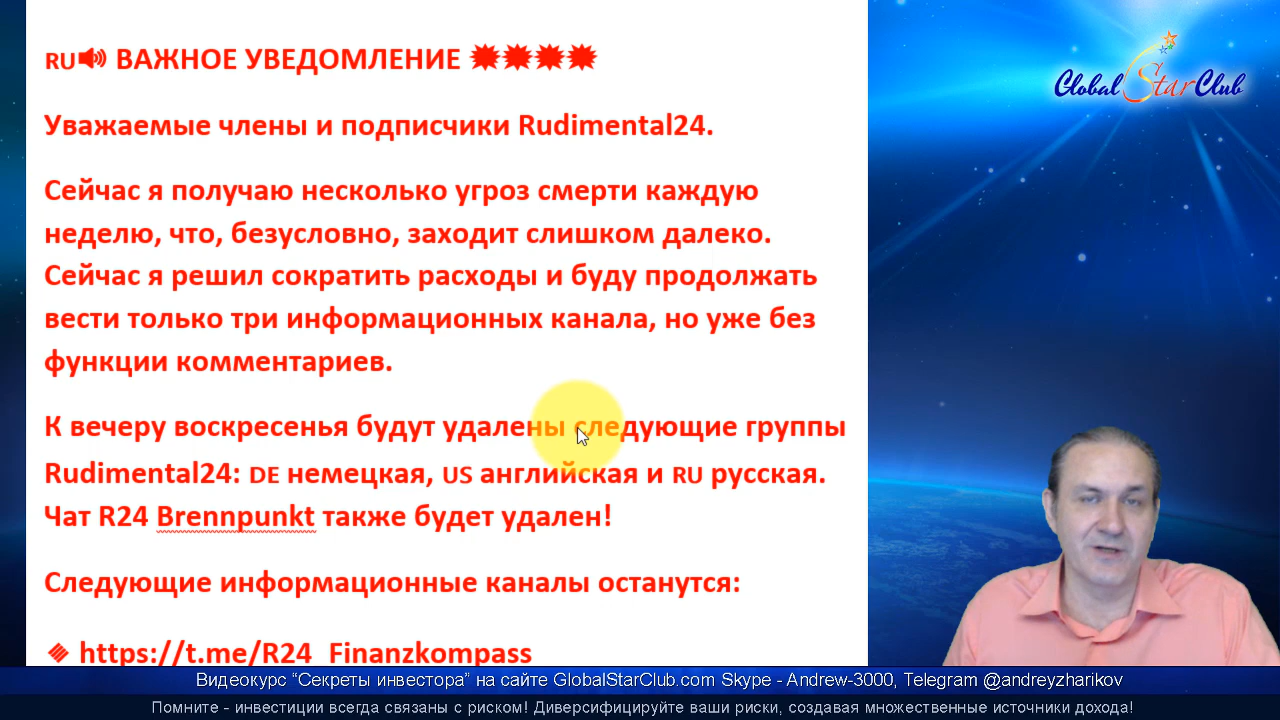 RU🔊 ВАЖНОЕ УВЕДОМЛЕНИЕ
Уважаемые члены и подписчики Rudimental24.
Сейчас я получаю несколько угроз смерти каждую
неделю, что, безусловно, заходит слишком далеко.
Сейчас я решил сократить расходы и буду продолжать
вести только три информационных канала, но уже без
функции комментариев.
К вечеру воскресенья будут удалены следующие группы
Rudimental24: DE немецкая, US английская и RU русская.
Чат R24 Brennpunkt также будет удален!
Следующие информационные каналы останутся:
https://t.me/R24_Finanzkompass
Global Star Club
Видеокурс "Секреты инвестора" на сайте GlobalStarClub.com Skype - Andrew-3000, Telegram @andreyzharikov
Помните - инвестиции всегда связаны с риском! Диверсифицируйте ваши риски, создавая множественные источники дохода!